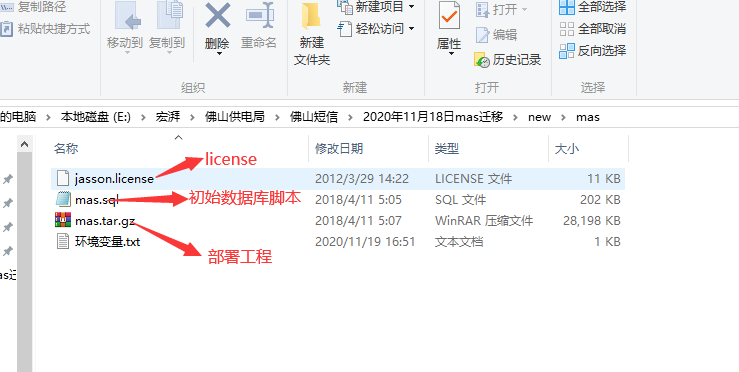 复制路径
粘贴快捷方式
移动到
复制到
删除
重命名
组织
新建
文件夹
新建项目
轻松访问
新建
属性
打开
编辑
历史记录
打开
全部选择
全部取消
反向选择
选择
的电脑 > 本地磁盘 (E:) > 宏湃 > 佛山供电局 > 佛山短信 > 2020年11月18日mas迁移 > new > mas
名称 修改日期 类型 大小
jasson.license 2012/3/29 14:22 LICENSE 文件 11 KB
license
mas.sql 2018/4/11 5:05 SQL 文件 202 KB
初始数据库脚本
mas.tar.gz 2018/4/11 5:07 WinRAR 压缩文件 28,198 KB
环境变量.txt 2020/11/19 16:51 文本文档 1 KB
部署工程
as迁